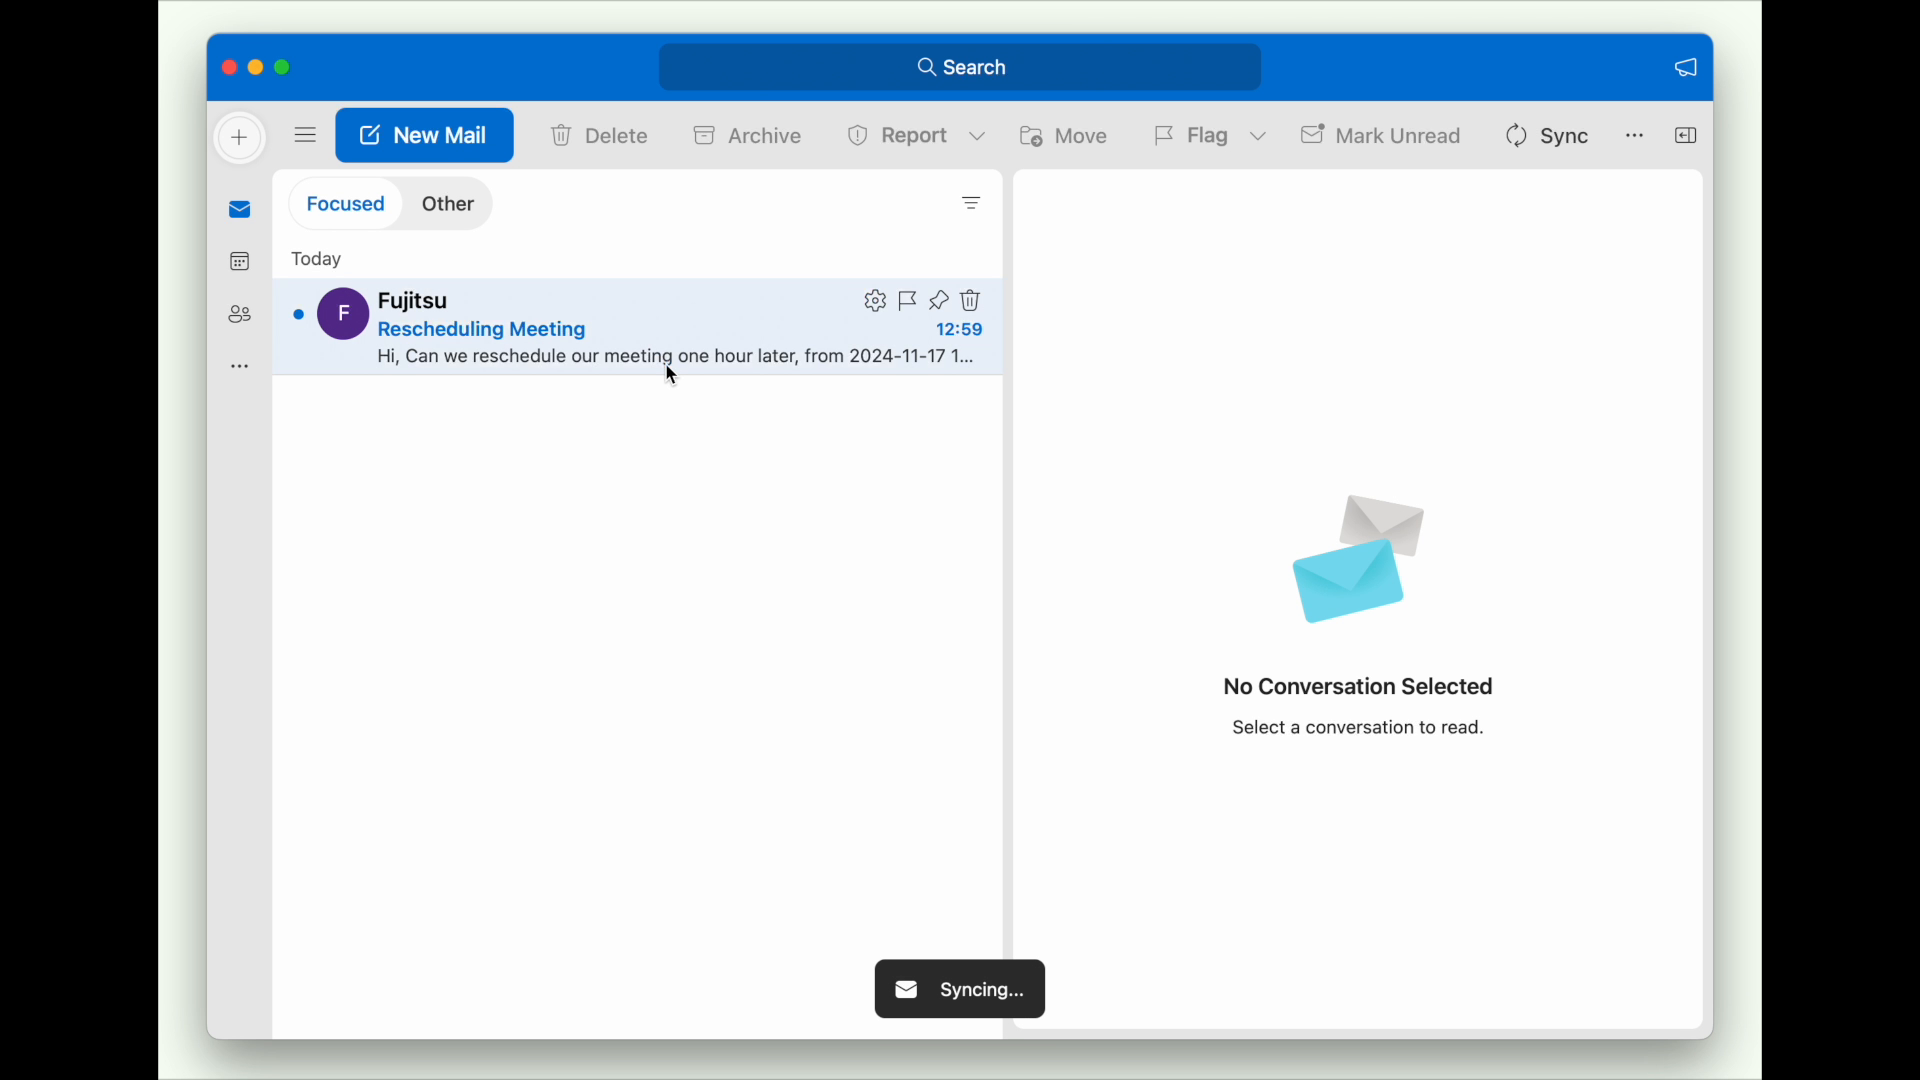 Search
New Mail
Delete
Archive
Report
Move
Flag
Mark Unread
Sync
Focused
Other
Today
F
Fujitsu
Rescheduling Meeting
12:59
Hi, Can we reschedule our meeting one hour later, from 2024-11-17 1...
No Conversation Selected
Select a conversation to read.
Syncing...